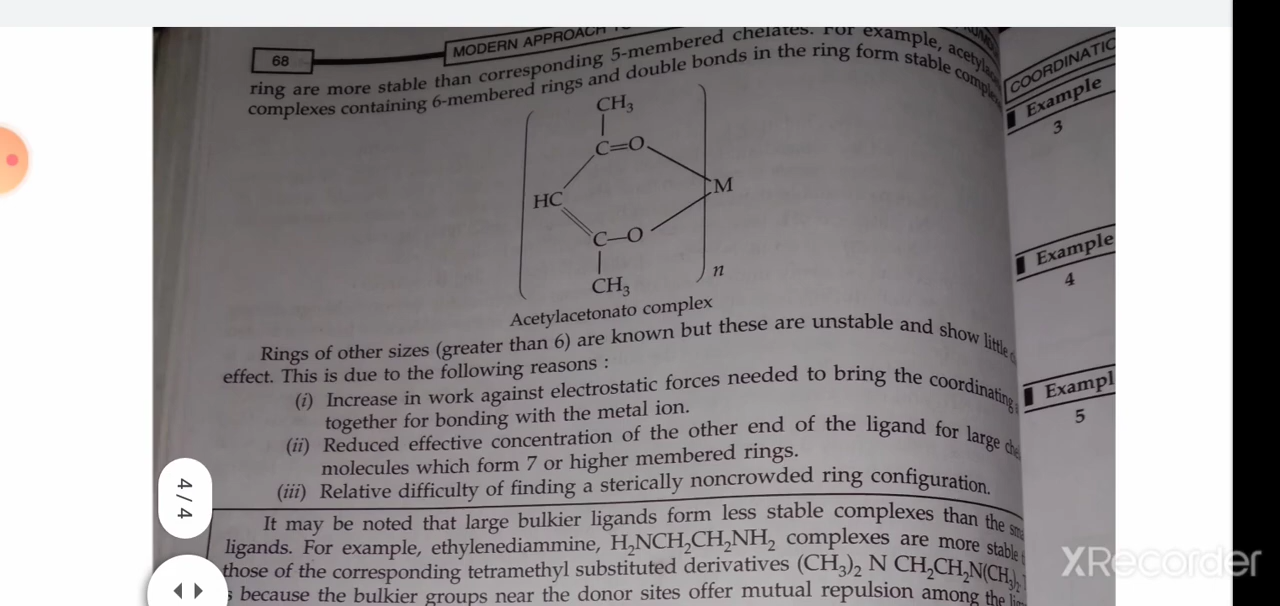 68
MODERN APPROACH
ring are more stable than corresponding 5-membered chelates. For example,
complexes containing 6-membered rings and double bonds in the ring form stable
CH3
C=O
HC
M
C—O
CH3
n
Acetylacetonato complex
Rings of other sizes (greater than 6) are known but these are unstable and show little
effect. This is due to the following reasons :
(i) Increase in work against electrostatic forces needed to bring the coordinating
together for bonding with the metal ion.
(ii) Reduced effective concentration of the other end of the ligand for large
molecules which form 7 or higher membered rings.
(iii) Relative difficulty of finding a sterically noncrowded ring configuration.
It may be noted that large bulkier ligands form less stable complexes than the
ligands. For example, ethylenediammine, H2NCH2CH2NH2 complexes are more stable
those of the corresponding tetramethyl substituted derivatives (CH3)2 N CH2CH2N(CH3)2
because the bulkier groups near the donor sites offer mutual repulsion among the
COORDINATIO
Example
3
Example
4
Exampl
5
4 / 4
XRecorder